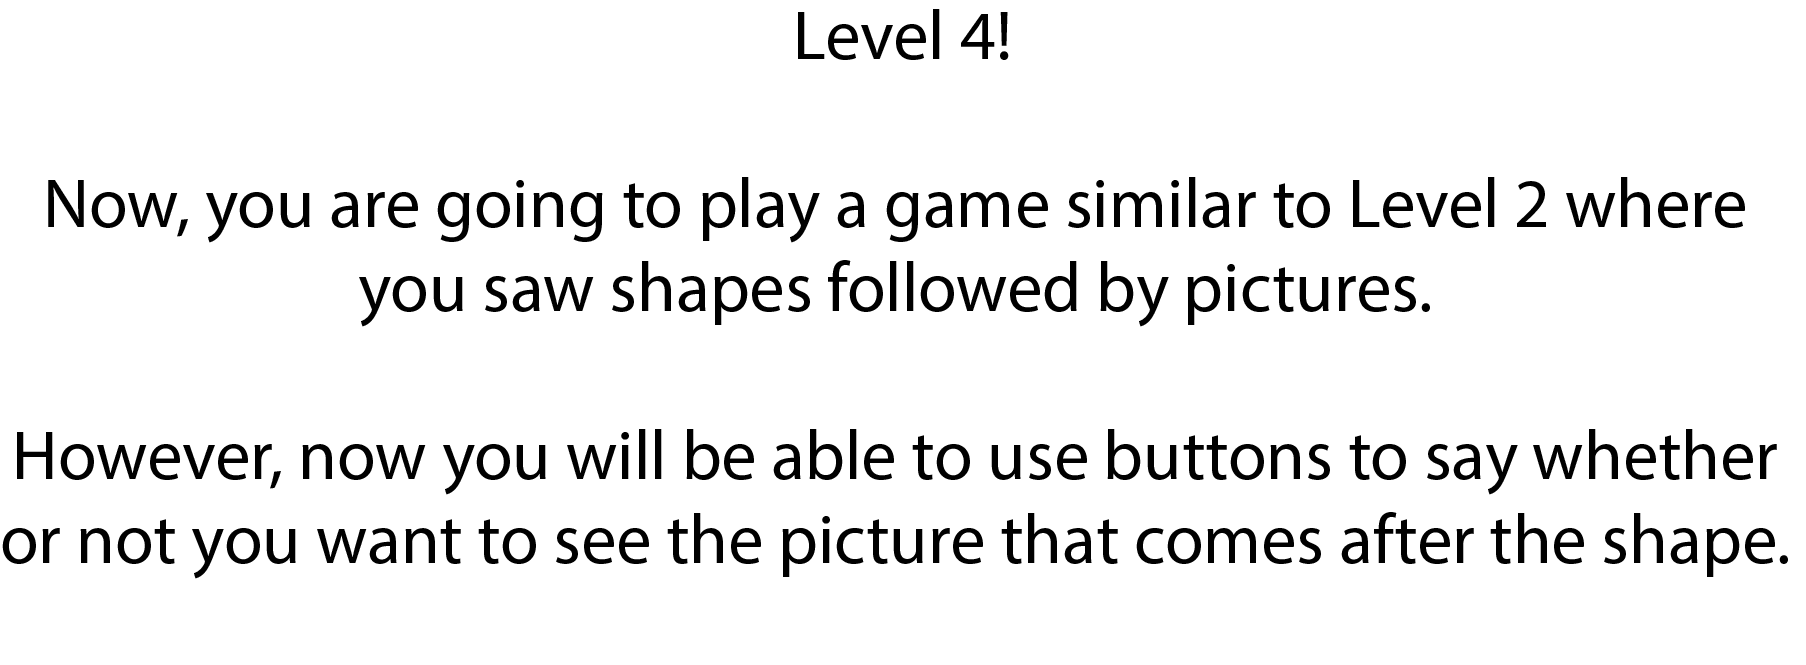 Level 4!
Now, you are going to play a game similar to Level 2 where
you saw shapes followed by pictures.
However, now you will be able to use buttons to say whether
or not you want to see the picture that comes after the shape.